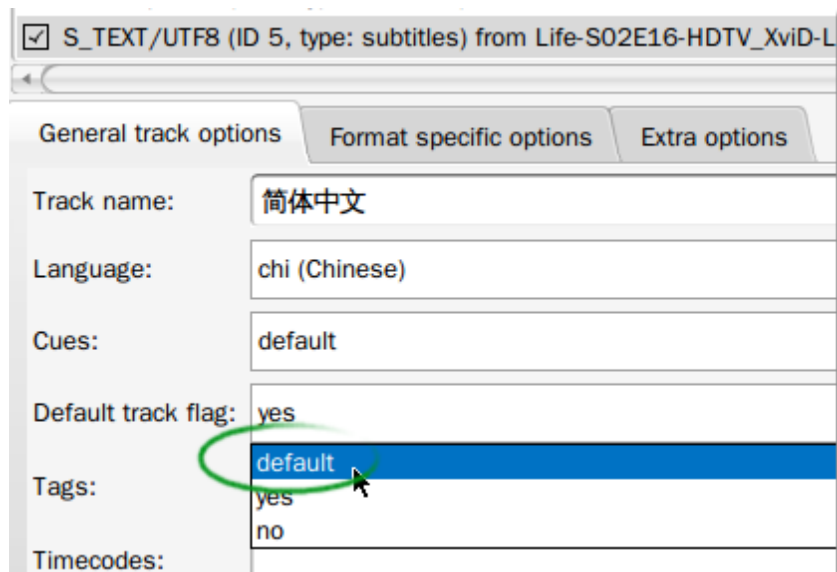 S_TEXT/UTF8 (ID 5, type: subtitles) from Life-S02E16-HDTV_XviD-L
General track options Format specific options Extra options
Track name: 简体中文
Language: chi (Chinese)
Cues: default
Default track flag: yes
default
Tags:
yes
no
Timecodes: